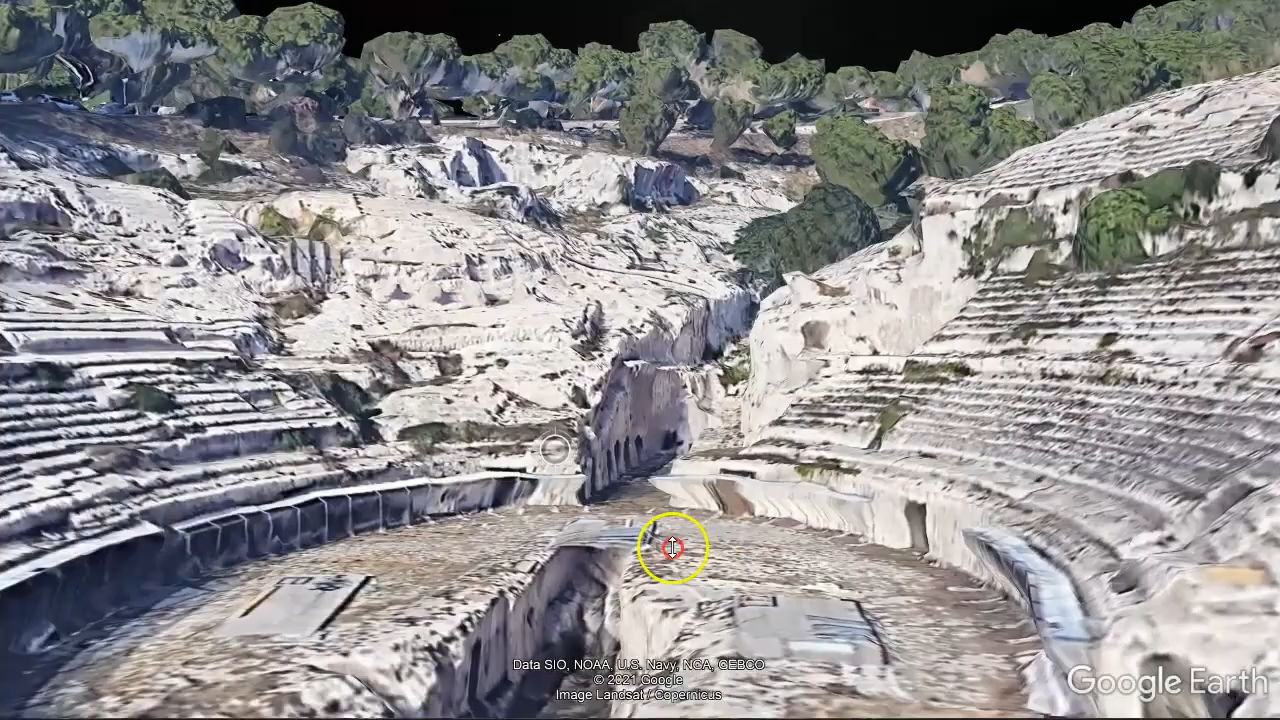 Data SIO, NOAA, U.S. Navy, NGA, GEBCO
© 2021 Google
Image Landsat / Copernicus
Google Earth